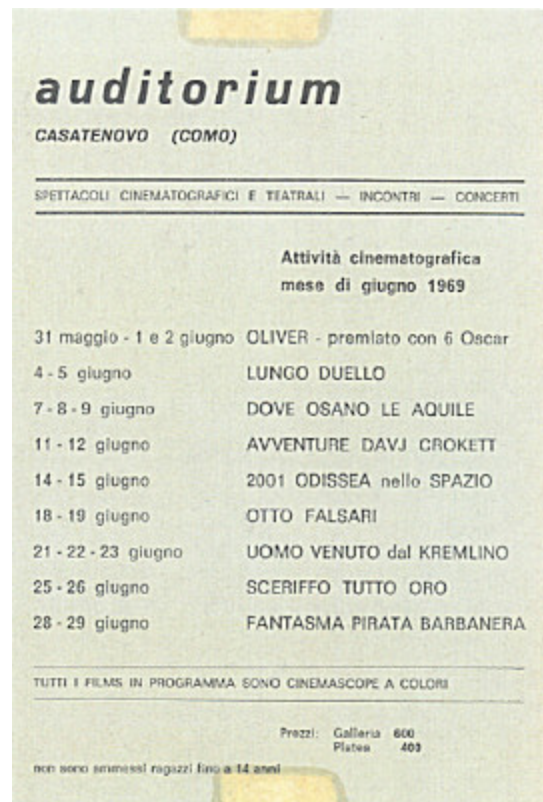 auditorium
CASATENOVO (COMO)
SPETTACOLI CINEMATOGRAFICI E TEATRALI — INCONTRI — CONCERTI
Attività cinematografica
mese di giugno 1969
31 maggio - 1 e 2 giugno OLIVER - premiato con 6 Oscar
4 - 5 giugno LUNGO DUELLO
7 - 8 - 9 giugno DOVE OSANO LE AQUILE
11 - 12 giugno AVVENTURE DAVJ CROKETT
14 - 15 giugno 2001 ODISSEA nello SPAZIO
18 - 19 giugno OTTO FALSARI
21 - 22 - 23 giugno UOMO VENUTO dal KREMLINO
25 - 26 giugno SCERIFFO TUTTO ORO
28 - 29 giugno FANTASMA PIRATA BARBANERA
TUTTI I FILMS IN PROGRAMMA SONO CINEMASCOPE A COLORI
Prezzi: Galleria 600
Platea 400
non sono ammessi ragazzi fino a 14 anni